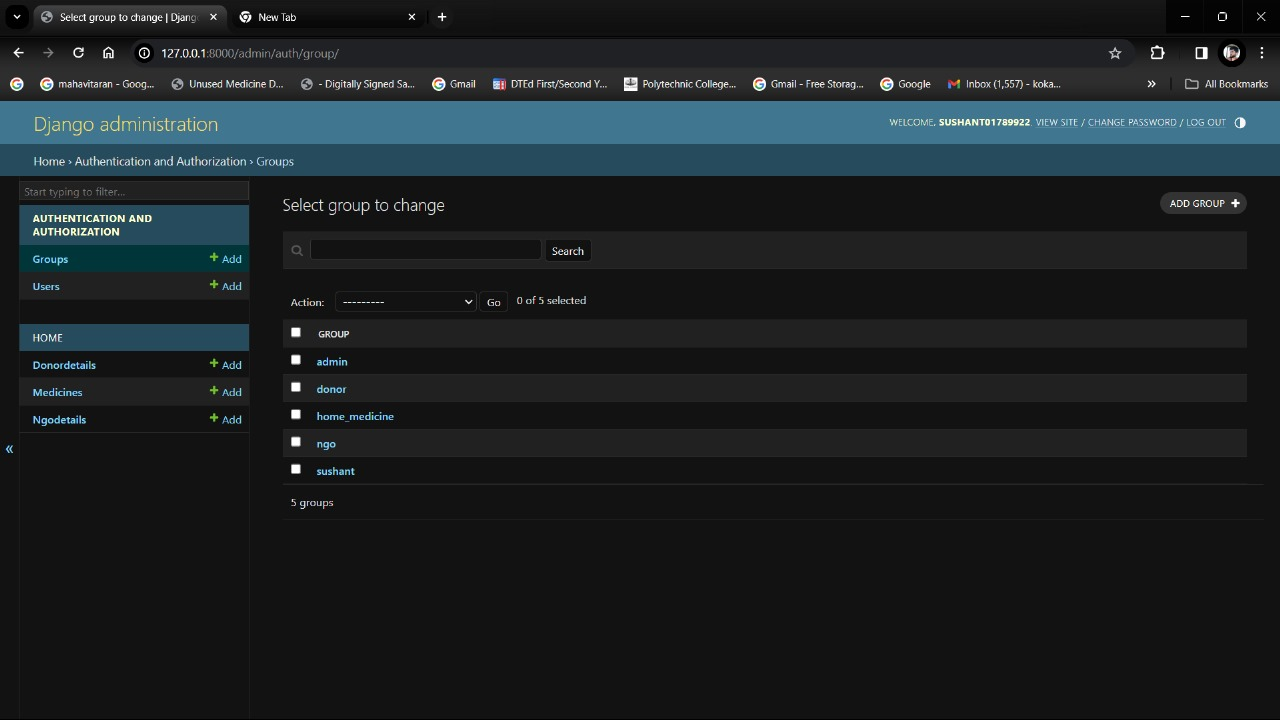 Select group to change | Djang
New Tab
127.0.0.1:8000/admin/auth/group/
mahavitaran - Goog...
Unused Medicine D...
- Digitally Signed Sa...
Gmail
DTEd First/Second Y...
Polytechnic College...
Gmail - Free Storag...
Google
Inbox (1,557) - koka...
»
All Bookmarks
Django administration
WELCOME, SUSHANT01789922. VIEW SITE / CHANGE PASSWORD / LOG OUT
Home › Authentication and Authorization › Groups
Start typing to filter...
AUTHENTICATION AND
AUTHORIZATION
Groups + Add
Users + Add
HOME
Donordetails + Add
Medicines + Add
Ngodetails + Add
«
Select group to change
ADD GROUP +
Search
Action: --------- Go 0 of 5 selected
GROUP
admin
donor
home_medicine
ngo
sushant
5 groups